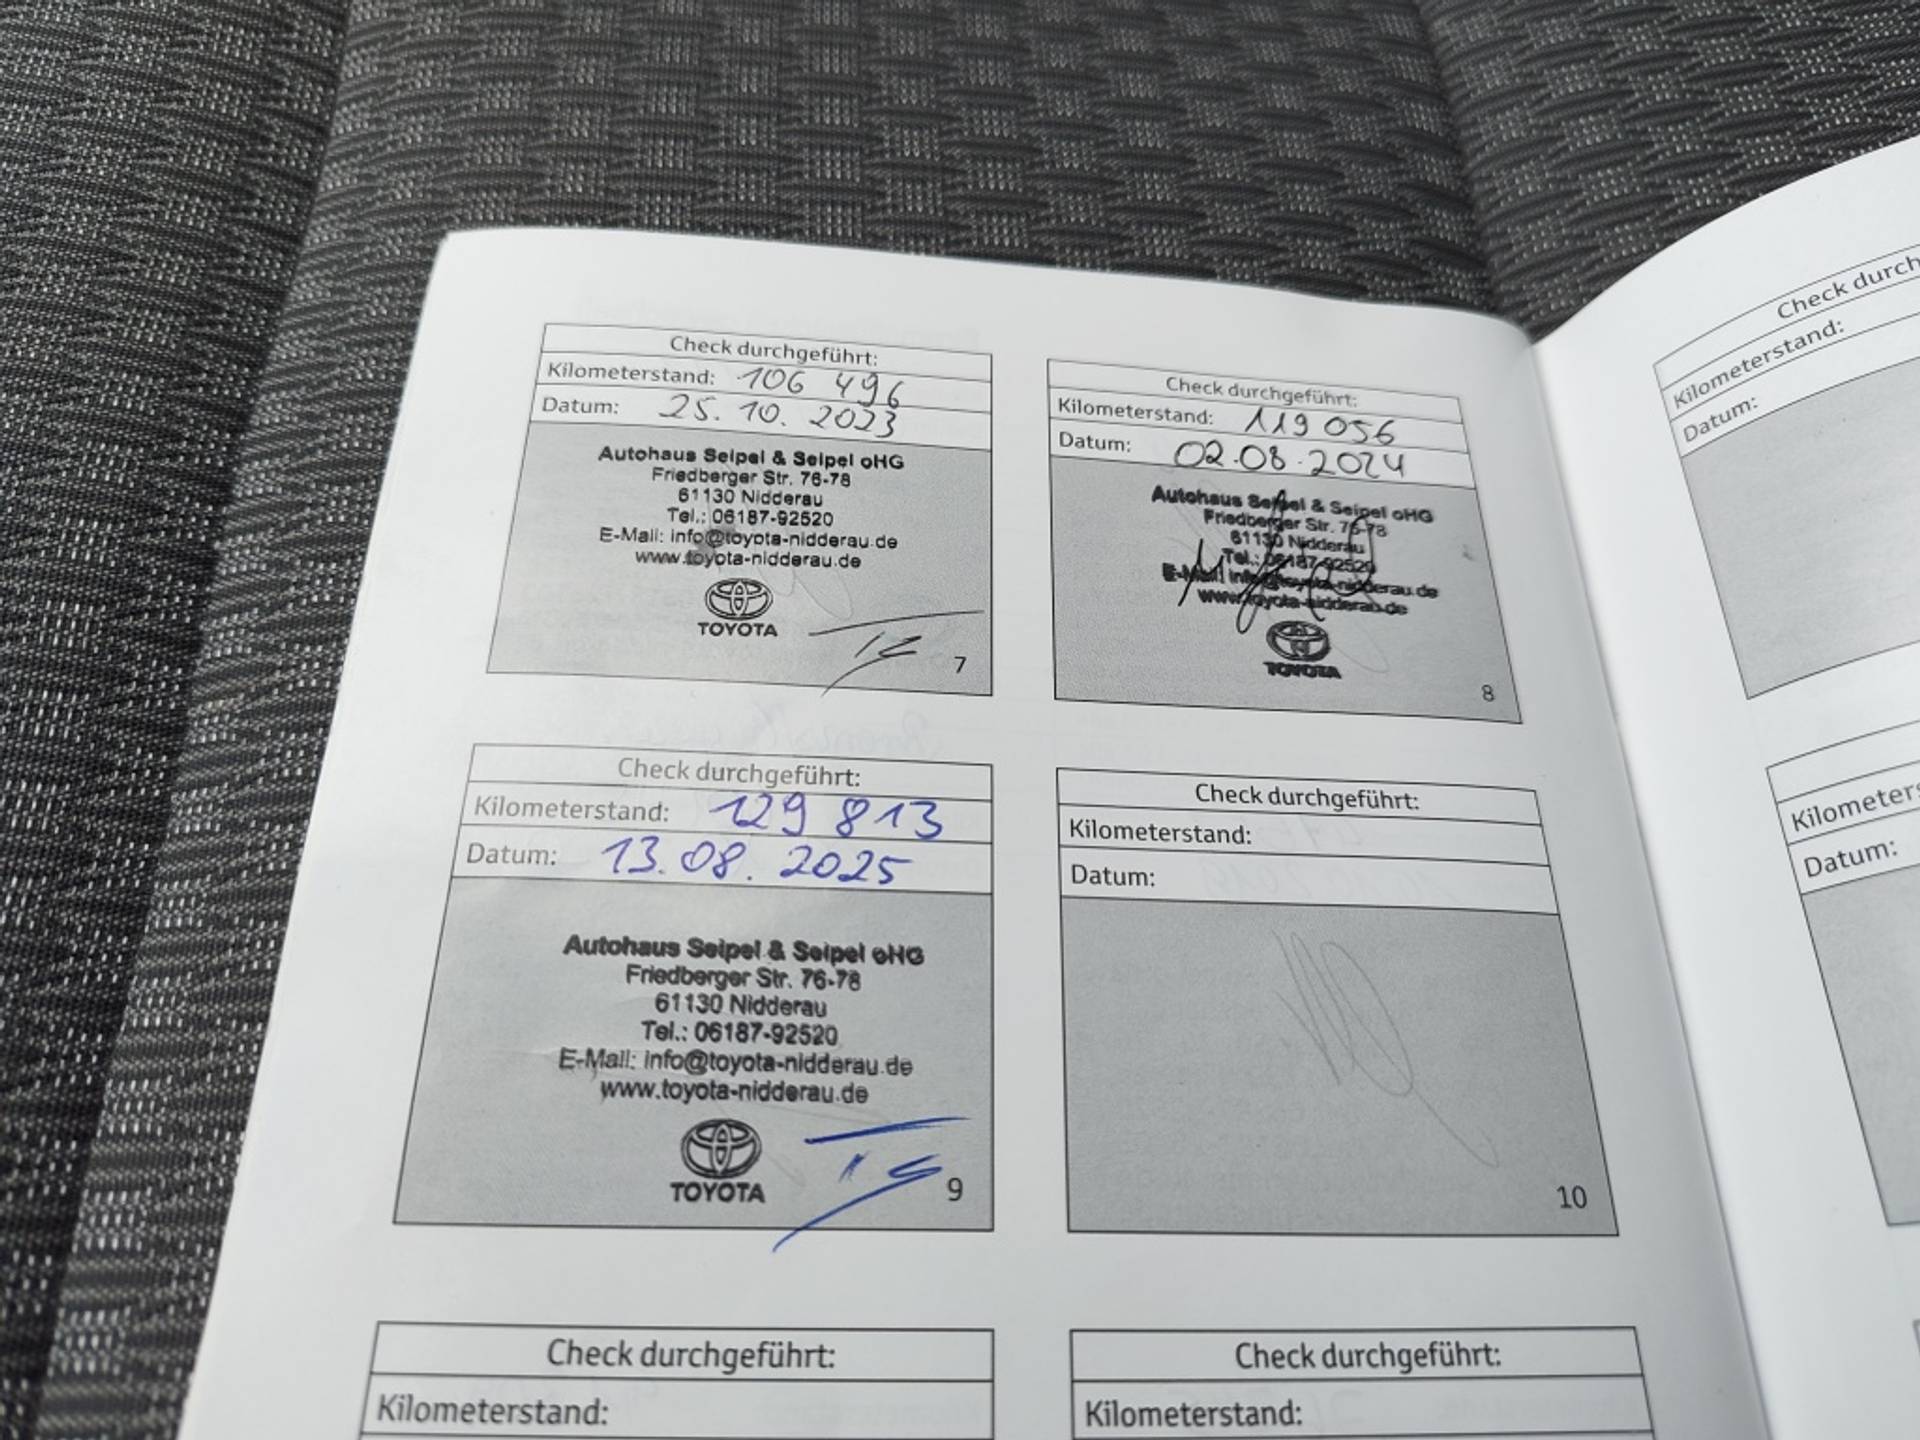 Check durchgeführt:
Kilometerstand: 106 496
Datum: 25. 10. 2023
Autohaus Seipel & Seipel oHG
Friedberger Str. 76-78
61130 Nidderau
Tel.: 06187-92520
E-Mail: info@toyota-nidderau.de
www.toyota-nidderau.de
TOYOTA
7
Check durchgeführt:
Kilometerstand: 119 056
Datum: 02.08.2024
Autohaus Seipel & Seipel oHG
Friedberger Str. 76-78
61130 Nidderau
Tel.: 06187-92520
E-Mail: info@toyota-nidderau.de
www.toyota-nidderau.de
TOYOTA
8
Check durchgeführt:
Kilometerstand: 129 813
Datum: 13.08.2025
Autohaus Seipel & Seipel oHG
Friedberger Str. 76-78
61130 Nidderau
Tel.: 06187-92520
E-Mail: info@toyota-nidderau.de
www.toyota-nidderau.de
TOYOTA
9
Check durchgeführt:
Kilometerstand:
Datum:
10
Check durchgeführt:
Kilometerstand:
Check durchgeführt:
Kilometerstand:
Check durch
Kilometerstand:
Datum:
Kilometers
Datum: